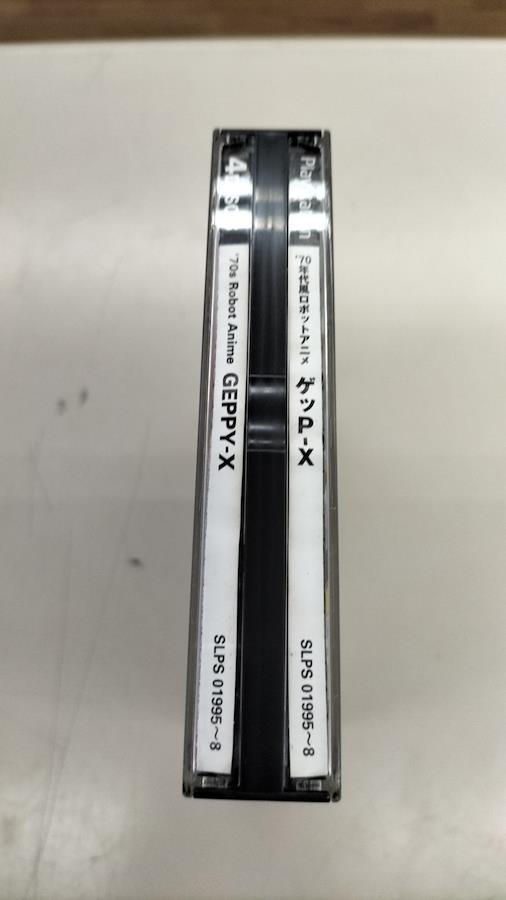 PlayStation
'70年代風ロボットアニメ ゲッP-X
SLPS 01995～8
'70s Robot Anime GEPPY-X
SLPS 01995～8